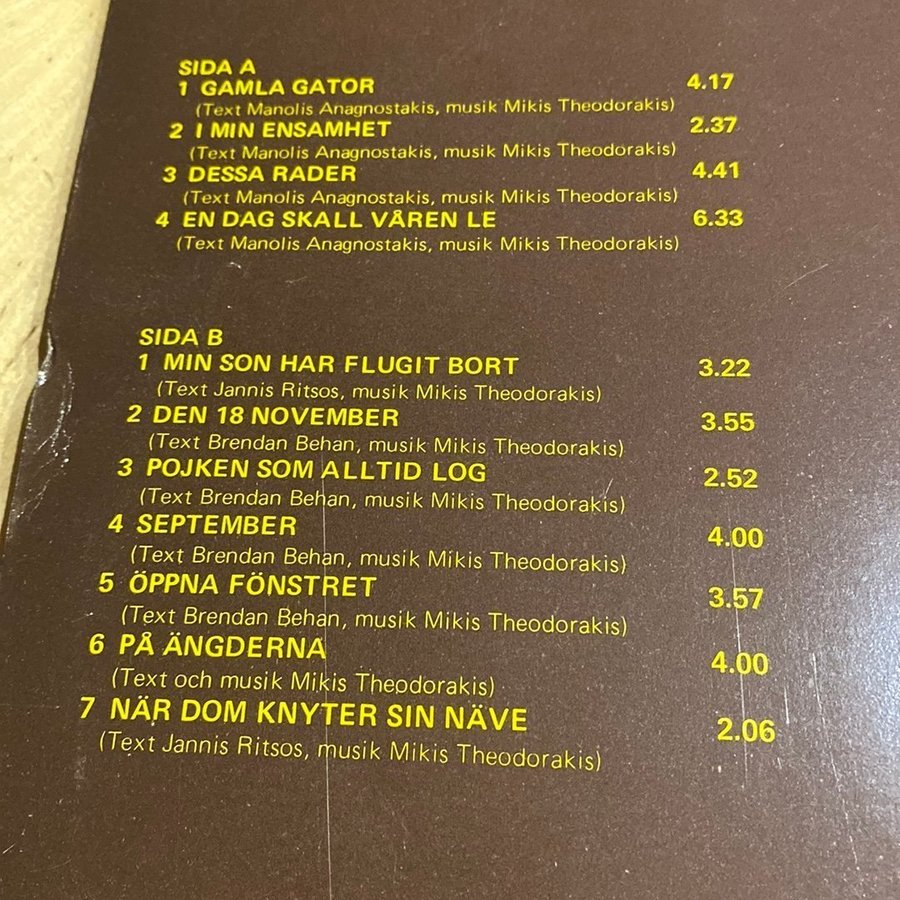 SIDA A
1 GAMLA GATOR 4.17
(Text Manolis Anagnostakis, musik Mikis Theodorakis)
2 I MIN ENSAMHET 2.37
(Text Manolis Anagnostakis, musik Mikis Theodorakis)
3 DESSA RADER 4.41
(Text Manolis Anagnostakis, musik Mikis Theodorakis)
4 EN DAG SKALL VÅREN LE 6.33
(Text Manolis Anagnostakis, musik Mikis Theodorakis)
SIDA B
1 MIN SON HAR FLUGIT BORT 3.22
(Text Jannis Ritsos, musik Mikis Theodorakis)
2 DEN 18 NOVEMBER 3.55
(Text Brendan Behan, musik Mikis Theodorakis)
3 POJKEN SOM ALLTID LOG 2.52
(Text Brendan Behan, musik Mikis Theodorakis)
4 SEPTEMBER 4.00
(Text Brendan Behan, musik Mikis Theodorakis)
5 ÖPPNA FÖNSTRET 3.57
(Text Brendan Behan, musik Mikis Theodorakis)
6 PÅ ÄNGDERNA 4.00
(Text och musik Mikis Theodorakis)
7 NÄR DOM KNYTER SIN NÄVE 2.06
(Text Jannis Ritsos, musik Mikis Theodorakis)